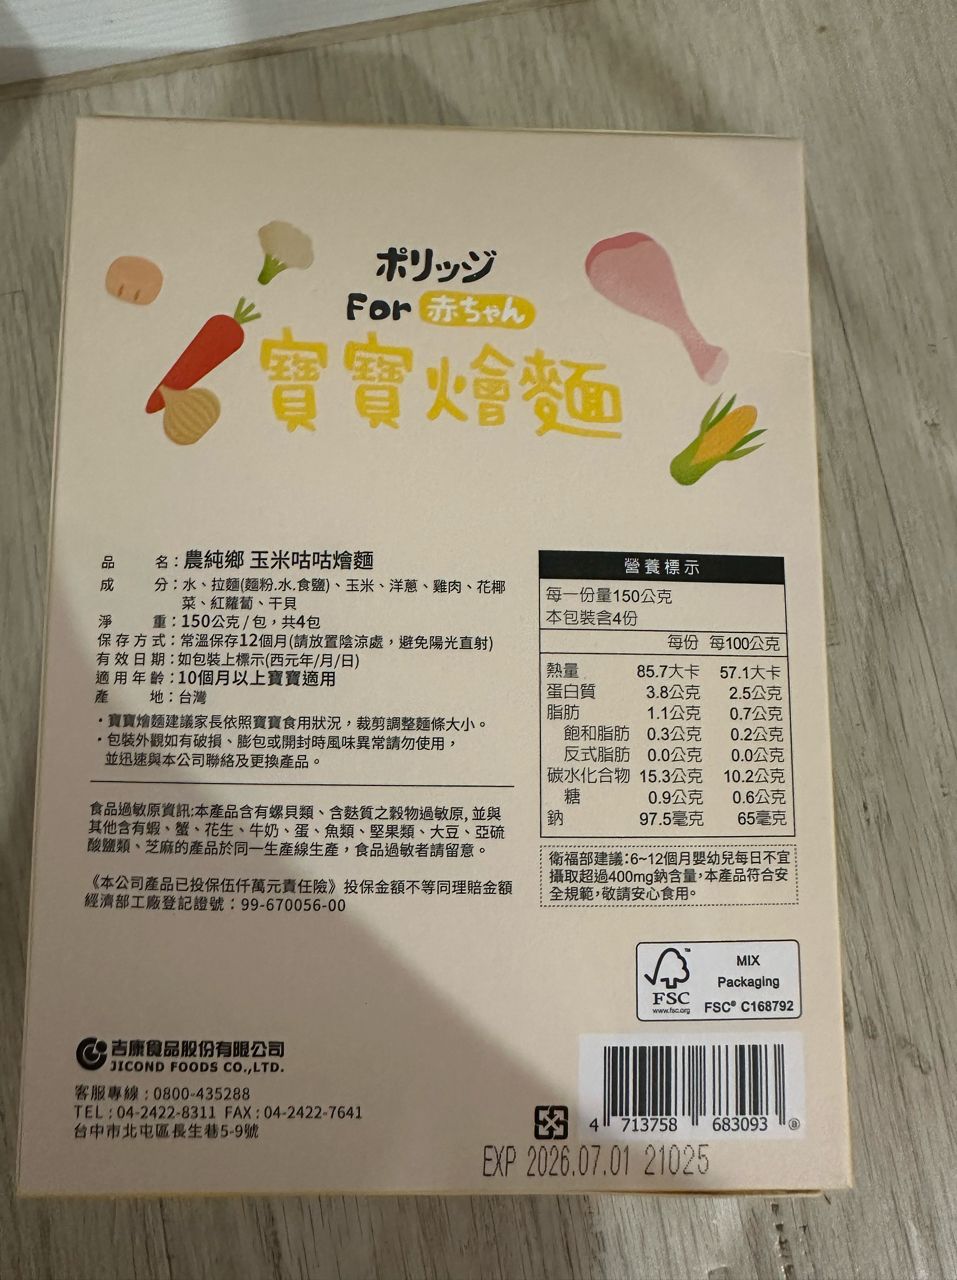 ポリッジ
For 赤ちゃん
寶寶燴麵
品名：農純鄉 玉米咕咕燴麵
成分：水、拉麵(麵粉.水.食鹽)、玉米、洋蔥、雞肉、花椰
菜、紅蘿蔔、干貝
淨重：150公克/包，共4包
保存方式：常溫保存12個月(請放置陰涼處，避免陽光直射)
有效日期：如包裝上標示(西元年/月/日)
適用年齡：10個月以上寶寶適用
產地：台灣
・寶寶燴麵建議家長依照寶寶食用狀況，裁剪調整麵條大小。
・包裝外觀如有破損、膨包或開封時風味異常請勿使用，
並迅速與本公司聯絡及更換產品。
食品過敏原資訊:本產品含有螺貝類、含麩質之穀物過敏原, 並與
其他含有蝦、蟹、花生、牛奶、蛋、魚類、堅果類、大豆、亞硫
酸鹽類、芝麻的產品於同一生產線生產，食品過敏者請留意。
《本公司產品已投保伍仟萬元責任險》投保金額不等同理賠金額
經濟部工廠登記證號：99-670056-00
營養標示
每一份量150公克
本包裝含4份
每份 每100公克
熱量 85.7大卡 57.1大卡
蛋白質 3.8公克 2.5公克
脂肪 1.1公克 0.7公克
飽和脂肪 0.3公克 0.2公克
反式脂肪 0.0公克 0.0公克
碳水化合物 15.3公克 10.2公克
糖 0.9公克 0.6公克
鈉 97.5毫克 65毫克
衛福部建議：6~12個月嬰幼兒每日不宜
攝取超過400mg鈉含量，本產品符合安
全規範，敬請安心食用。
FSC
www.fsc.org
MIX
Packaging
FSC® C168792
吉康食品股份有限公司
JICOND FOODS CO.,LTD.
客服專線：0800-435288
TEL：04-2422-8311 FAX：04-2422-7641
台中市北屯區長生巷5-9號
4 713758 683093
EXP 2026.07.01 21025